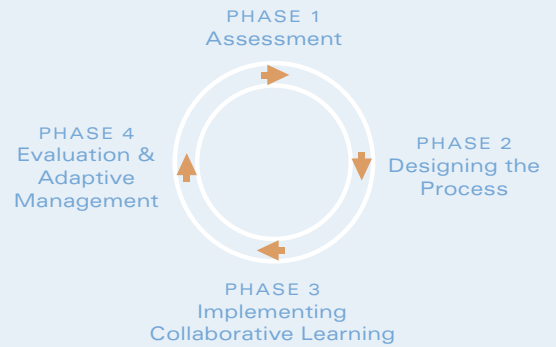 PHASE 1
Assessment
PHASE 2
Designing the
Process
PHASE 3
Implementing
Collaborative Learning
PHASE 4
Evaluation &
Adaptive
Management